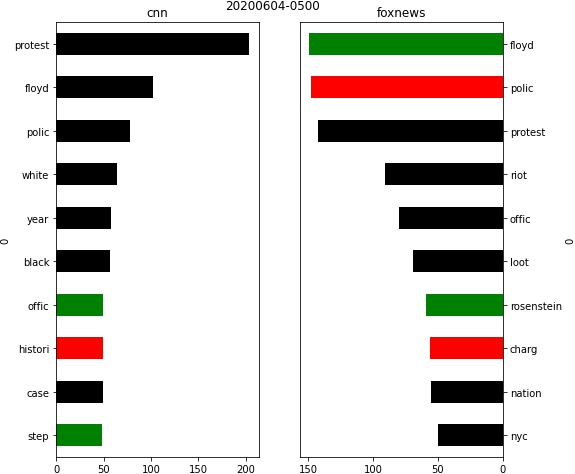 20200604-0500
cnn
foxnews
protest
floyd
polic
white
year
black
offic
histori
case
step
0
0 50 100 150 200
floyd
polic
protest
riot
offic
loot
rosenstein
charg
nation
nyc
0
150 100 50 0